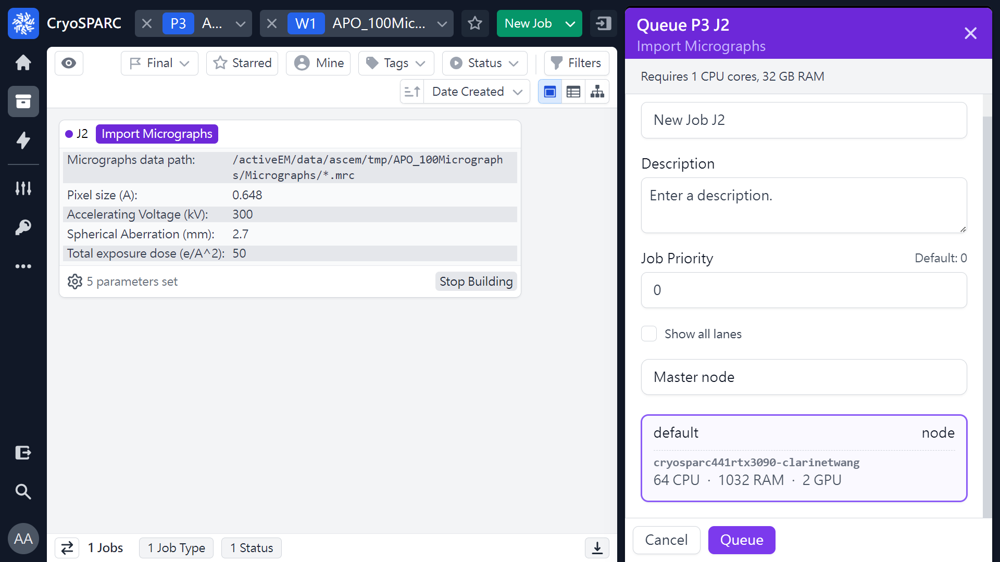 CryoSPARC
P3 A...
W1 APO_100Mic...
New Job
Final
Starred
Mine
Tags
Status
Filters
Date Created
J2 Import Micrographs
Micrographs data path: /activeEM/data/ascem/tmp/APO_100Micrograph
s/Micrographs/*.mrc
Pixel size (A): 0.648
Accelerating Voltage (kV): 300
Spherical Aberration (mm): 2.7
Total exposure dose (e/A^2): 50
5 parameters set
Stop Building
AA
1 Jobs
1 Job Type
1 Status
Queue P3 J2
Import Micrographs
Requires 1 CPU cores, 32 GB RAM
New Job J2
Description
Enter a description.
Job Priority Default: 0
0
Show all lanes
Master node
default node
cryosparc441rtx3090-clarinetwang
64 CPU · 1032 RAM · 2 GPU
Cancel
Queue